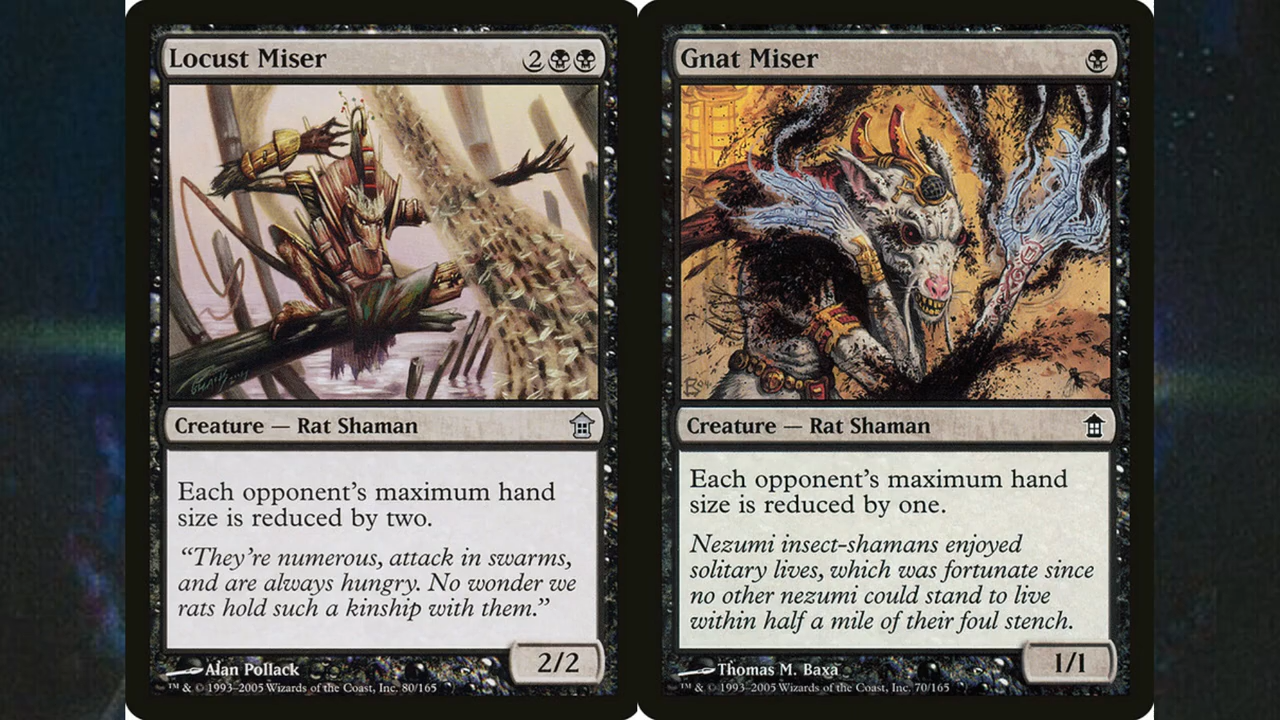 Locust Miser 2
Creature — Rat Shaman
Each opponent's maximum hand
size is reduced by two.
“They're numerous, attack in swarms,
and are always hungry. No wonder we
rats hold such a kinship with them.”
2/2
Alan Pollack
™ & © 1993–2005 Wizards of the Coast, Inc. 80/165
Gnat Miser
Creature — Rat Shaman
Each opponent's maximum hand
size is reduced by one.
Nezumi insect-shamans enjoyed
solitary lives, which was fortunate since
no other nezumi could stand to live
within half a mile of their foul stench.
1/1
Thomas M. Baxa
™ & © 1993–2005 Wizards of the Coast, Inc. 70/165